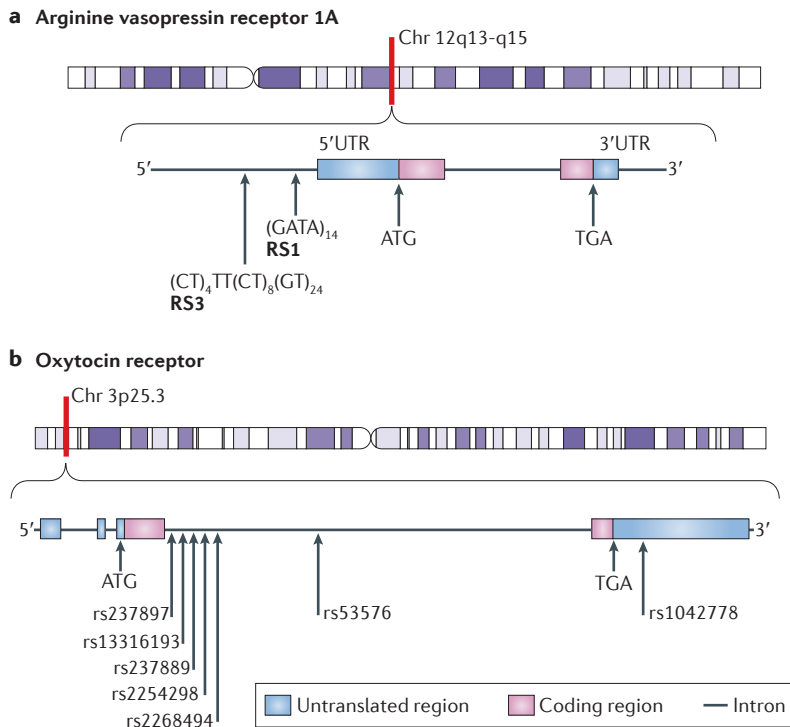 a Arginine vasopressin receptor 1A
Chr 12q13-q15
5′UTR
3′UTR
5′
3′
(GATA)₁₄
RS1
ATG
TGA
(CT)₄TT(CT)₈(GT)₂₄
RS3
b Oxytocin receptor
Chr 3p25.3
5′
3′
ATG
TGA
rs237897
rs53576
rs1042778
rs13316193
rs237889
rs2254298
rs2268494
Untranslated region
Coding region
Intron